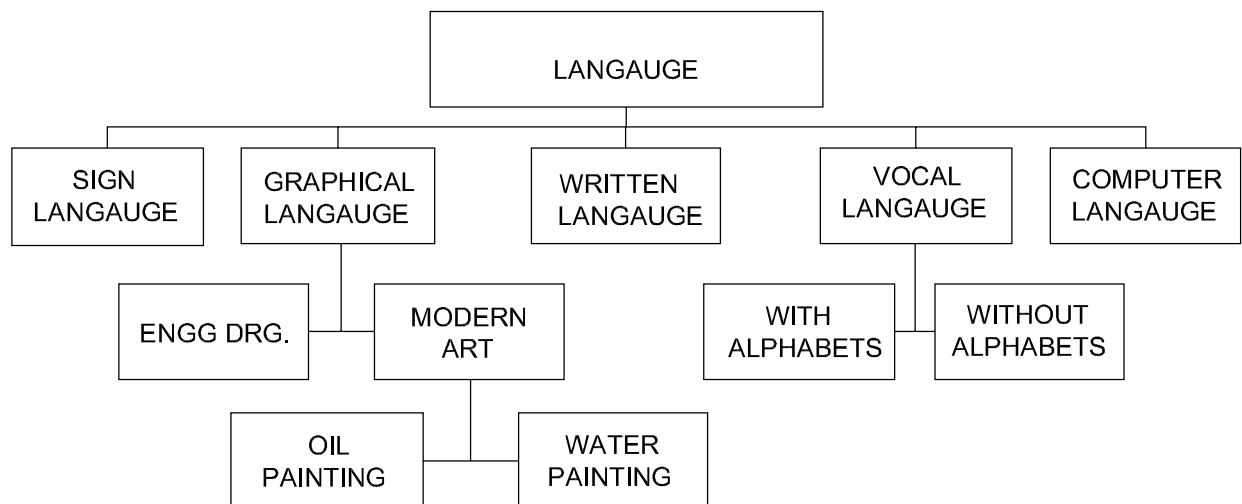 LANGAUGE
SIGN
LANGAUGE
GRAPHICAL
LANGAUGE
WRITTEN
LANGAUGE
VOCAL
LANGAUGE
COMPUTER
LANGAUGE
ENGG DRG.
MODERN
ART
WITH
ALPHABETS
WITHOUT
ALPHABETS
OIL
PAINTING
WATER
PAINTING